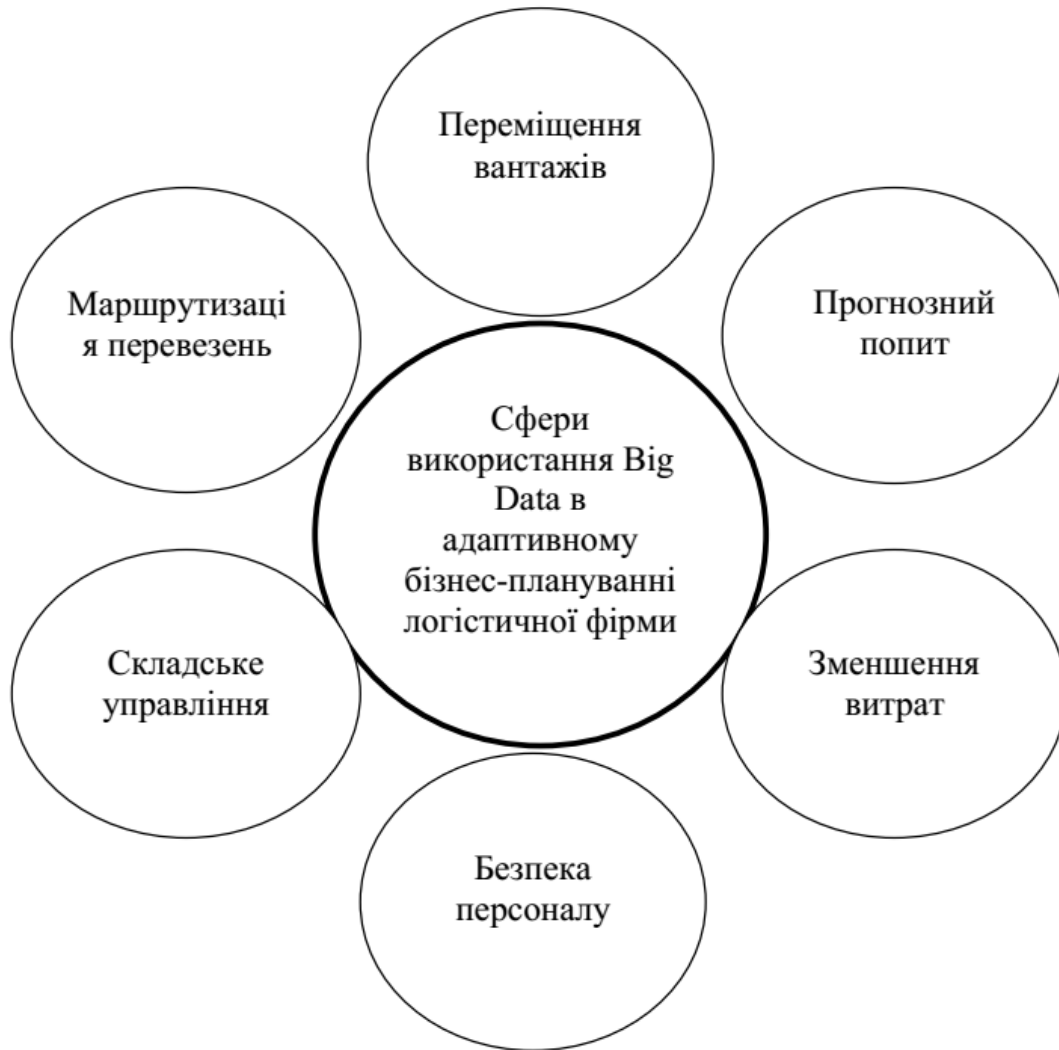 Переміщення
вантажів
Маршрутизаці
я перевезень
Прогнозний
попит
Сфери
використання Big
Data в
адаптивному
бізнес-плануванні
логістичної фірми
Складське
управління
Зменшення
витрат
Безпека
персоналу